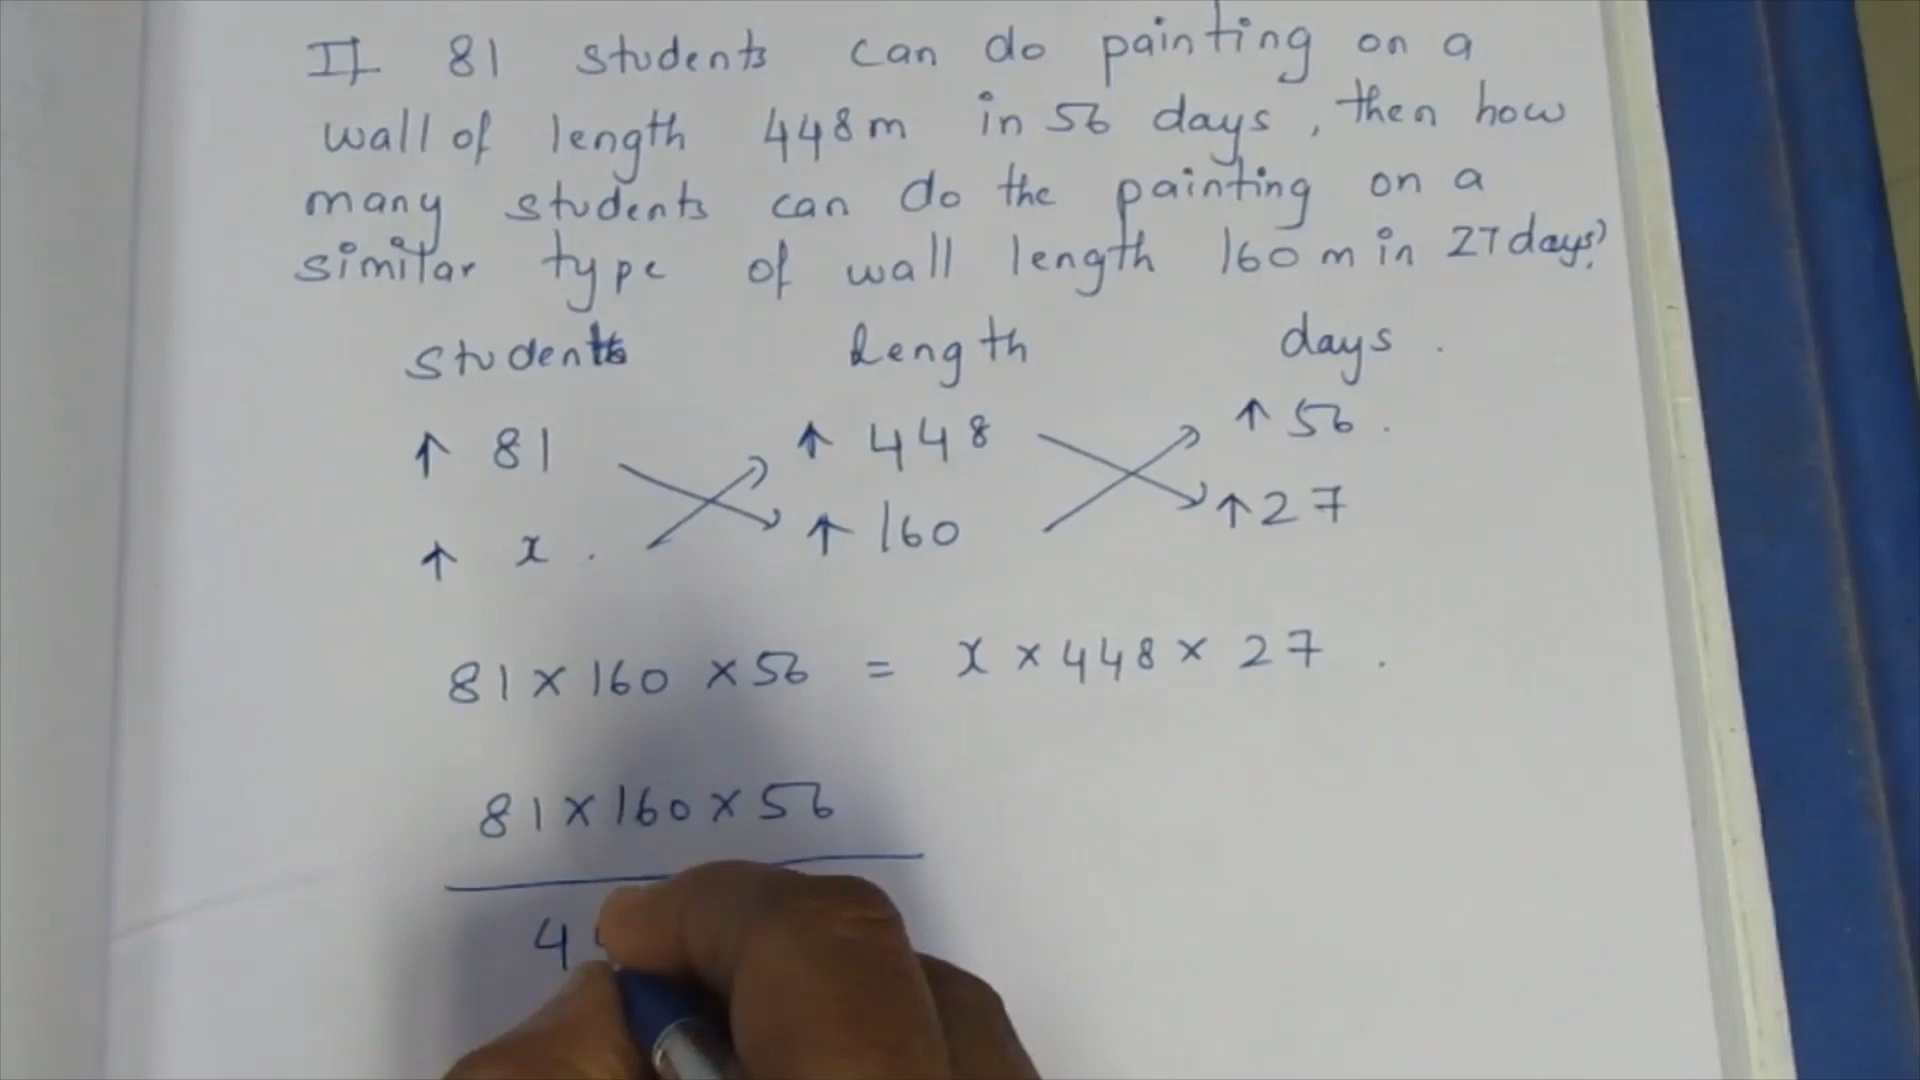 If 81 students can do painting on a
wall of length 448m in 56 days, then how
many students can do the painting on a
similar type of wall length 160 m in 27 days?
students length days.
↑ 81 ↑ 448 ↑ 56.
↑ x. ↑ 160 ↑ 27
81 × 160 × 56 = x × 448 × 27.
81 × 160 × 56
4